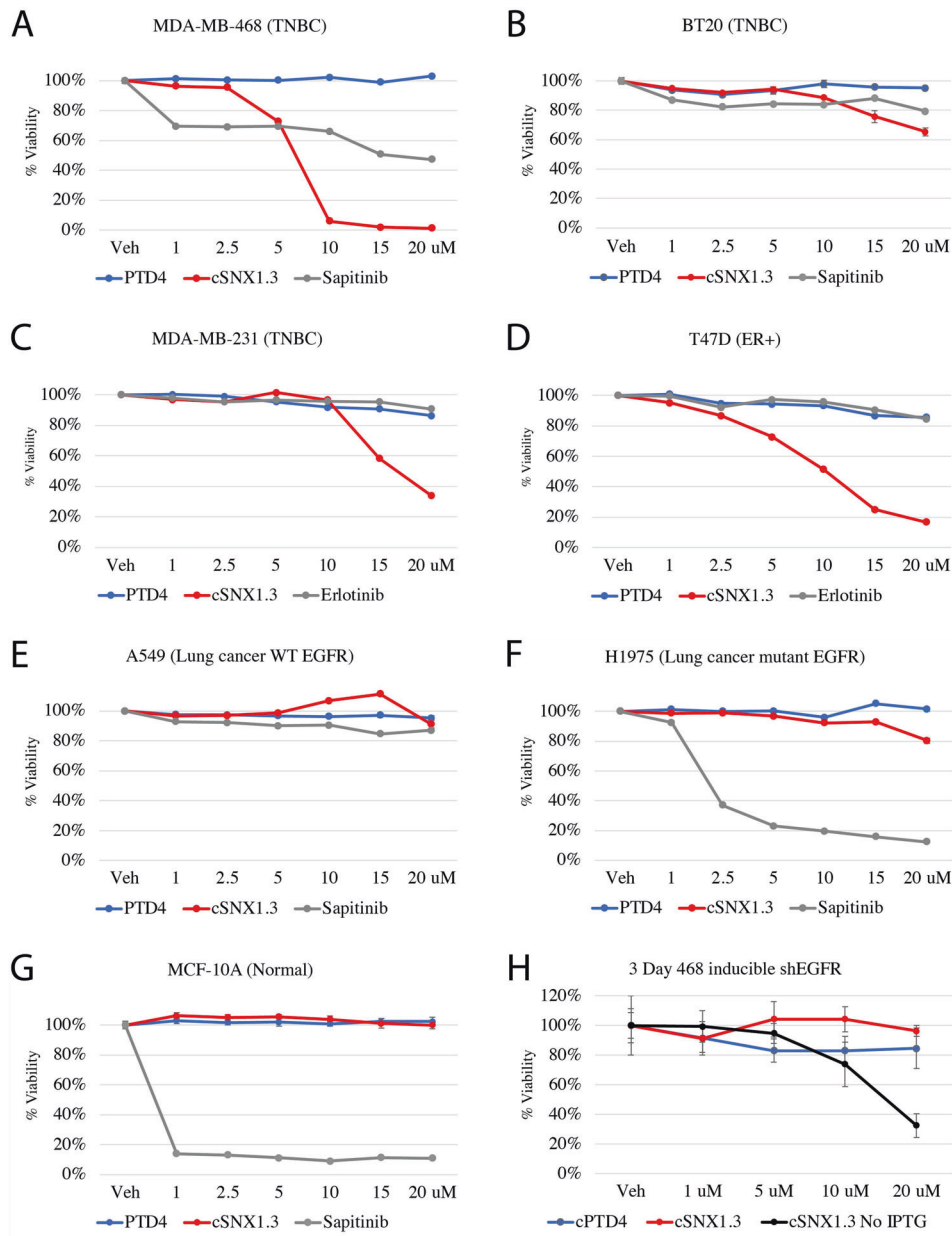 A
MDA-MB-468 (TNBC)
% Viability
100%
80%
60%
40%
20%
0%
Veh 1 2.5 5 10 15 20 uM
PTD4 cSNX1.3 Sapitinib
B
BT20 (TNBC)
% Viability
100%
80%
60%
40%
20%
0%
Veh 1 2.5 5 10 15 20 uM
PTD4 cSNX1.3 Sapitinib
C
MDA-MB-231 (TNBC)
% Viability
100%
80%
60%
40%
20%
0%
Veh 1 2.5 5 10 15 20 uM
PTD4 cSNX1.3 Erlotinib
D
T47D (ER+)
% Viability
100%
80%
60%
40%
20%
0%
Veh 1 2.5 5 10 15 20 uM
PTD4 cSNX1.3 Erlotinib
E
A549 (Lung cancer WT EGFR)
% Viability
100%
80%
60%
40%
20%
0%
Veh 1 2.5 5 10 15 20 uM
PTD4 cSNX1.3 Sapitinib
F
H1975 (Lung cancer mutant EGFR)
% Viability
100%
80%
60%
40%
20%
0%
Veh 1 2.5 5 10 15 20 uM
PTD4 cSNX1.3 Sapitinib
G
MCF-10A (Normal)
% Viability
100%
80%
60%
40%
20%
0%
Veh 1 2.5 5 10 15 20 uM
PTD4 cSNX1.3 Sapitinib
H
3 Day 468 inducible shEGFR
% Viability
120%
100%
80%
60%
40%
20%
0%
Veh 1 uM 5 uM 10 uM 20 uM
cPTD4 cSNX1.3 cSNX1.3 No IPTG